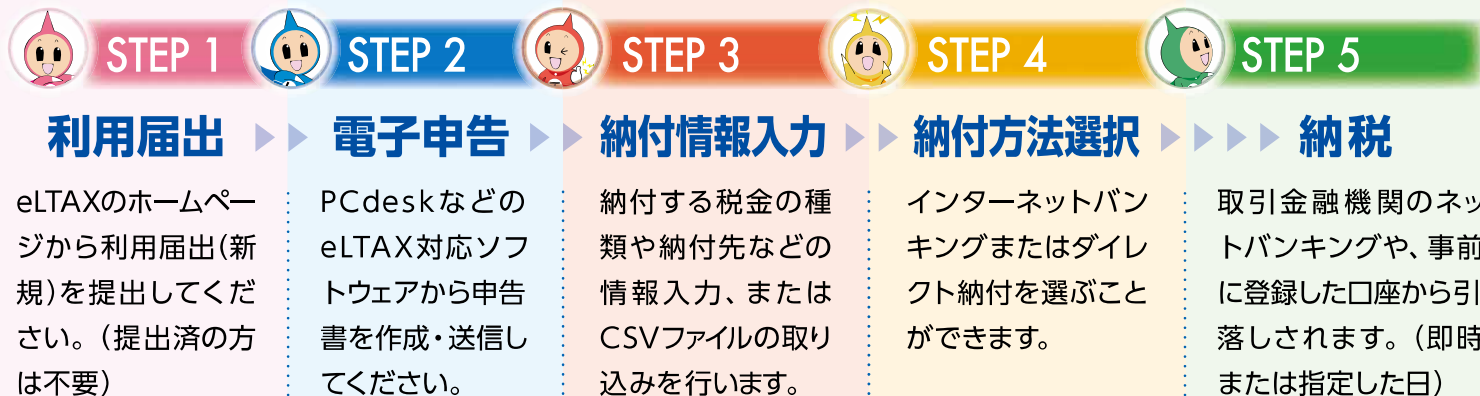 STEP 1
利用届出
eLTAXのホームペー
ジから利用届出(新
規)を提出してくだ
さい。(提出済の方
は不要)
STEP 2
電子申告
PCdeskなどの
eLTAX対応ソフ
トウェアから申告
書を作成・送信し
てください。
STEP 3
納付情報入力
納付する税金の種
類や納付先などの
情報入力、または
CSVファイルの取り
込みを行います。
STEP 4
納付方法選択
インターネットバン
キングまたはダイレ
クト納付を選ぶこと
ができます。
STEP 5
納税
取引金融機関のネッ
トバンキングや、事前
に登録した口座から引
落しされます。(即時
または指定した日)